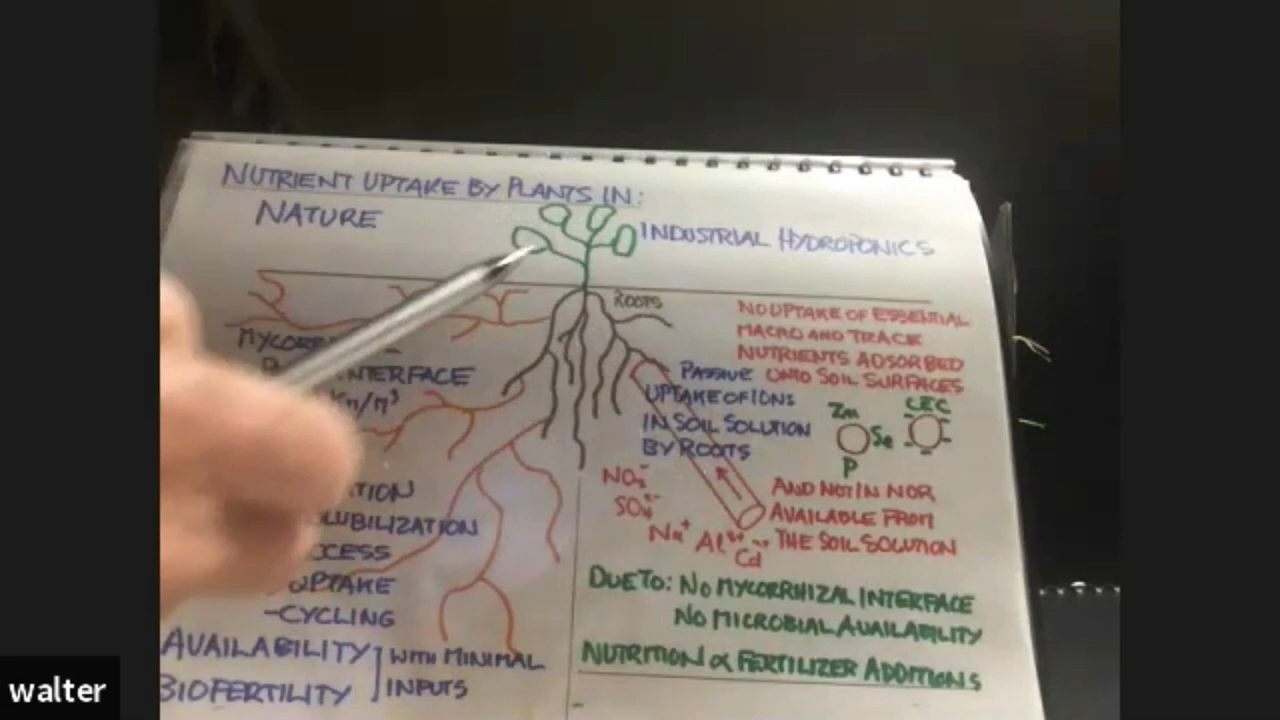 NUTRIENT UPTAKE BY PLANTS IN:
NATURE
INDUSTRIAL HYDROPONICS
ROOTS
INTERFACE
UBILIZATION
UPTAKE
-CYCLING
AVAILABILITY
BIOFERTILITY
WITH MINIMAL
INPUTS
NO UPTAKE OF ESSENTIAL
MACRO AND TRACE
NUTRIENTS ADSORBED
ONTO SOIL SURFACES
PASSIVE
UPTAKE OF IONS
IN SOIL SOLUTION
BY ROOTS
Zn
Se
P
CEC
NO₃⁻
SO₄²⁻
Na⁺
Al³⁺
Cd
AND NOT IN NOR
AVAILABLE FROM
THE SOIL SOLUTION
DUE TO: NO MYCORRHIZAL INTERFACE
NO MICROBIAL AVAILABILITY
NUTRITION ∝ FERTILIZER ADDITIONS
walter